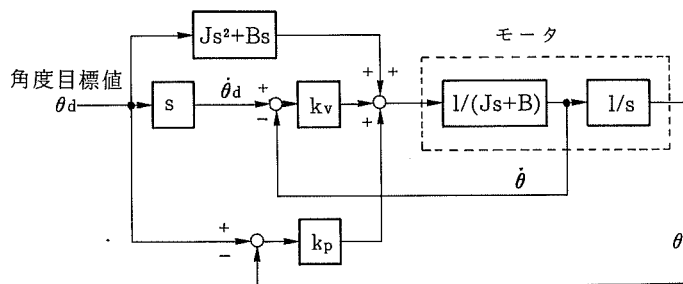 Js²+Bs
モータ
角度目標値
θd
s
θ̇d
+
−
kv
+
+
+
1/(Js+B)
1/s
θ̇
+
−
kp
θ